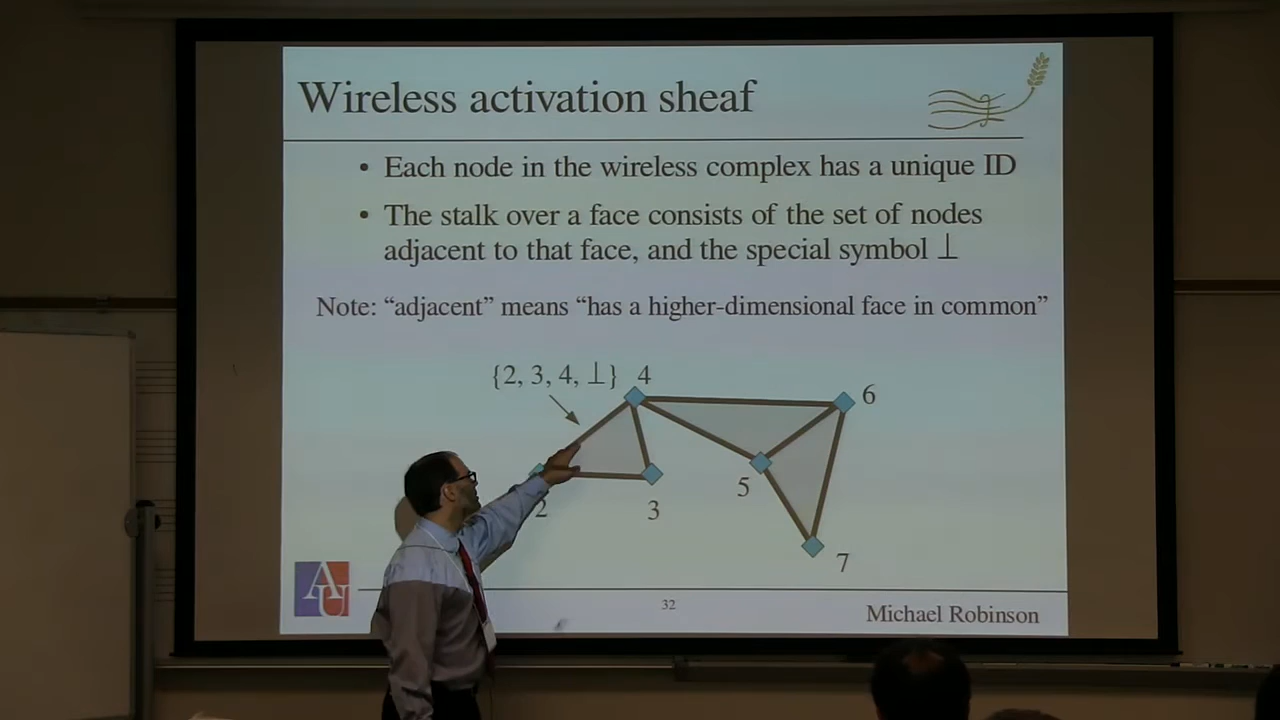 Wireless activation sheaf
• Each node in the wireless complex has a unique ID
• The stalk over a face consists of the set of nodes
adjacent to that face, and the special symbol ⊥
Note: “adjacent” means “has a higher-dimensional face in common”
{2, 3, 4, ⊥} 4
6
5
2
3
7
AU
32
Michael Robinson